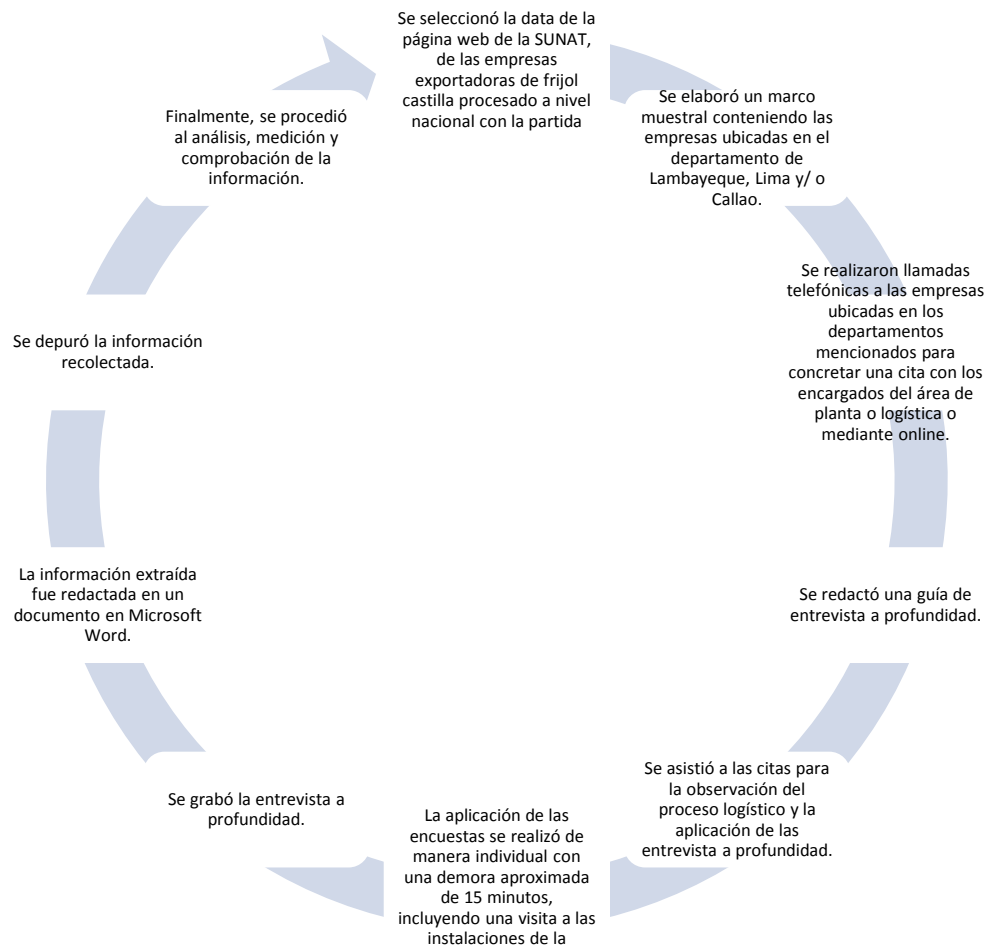 Se seleccionó la data de la
página web de la SUNAT,
de las empresas
exportadoras de frijol
castilla procesado a nivel
nacional con la partida
Se elaboró un marco
muestral conteniendo las
empresas ubicadas en el
departamento de
Lambayeque, Lima y/ o
Callao.
Se realizaron llamadas
telefónicas a las empresas
ubicadas en los
departamentos
mencionados para
concretar una cita con los
encargados del área de
planta o logística o
mediante online.
Se redactó una guía de
entrevista a profundidad.
Se asistió a las citas para
la observación del
proceso logístico y la
aplicación de las
entrevista a profundidad.
La aplicación de las
encuestas se realizó de
manera individual con
una demora aproximada
de 15 minutos,
incluyendo una visita a las
instalaciones de la
Se grabó la entrevista a
profundidad.
La información extraída
fue redactada en un
documento en Microsoft
Word.
Se depuró la información
recolectada.
Finalmente, se procedió
al análisis, medición y
comprobación de la
información.